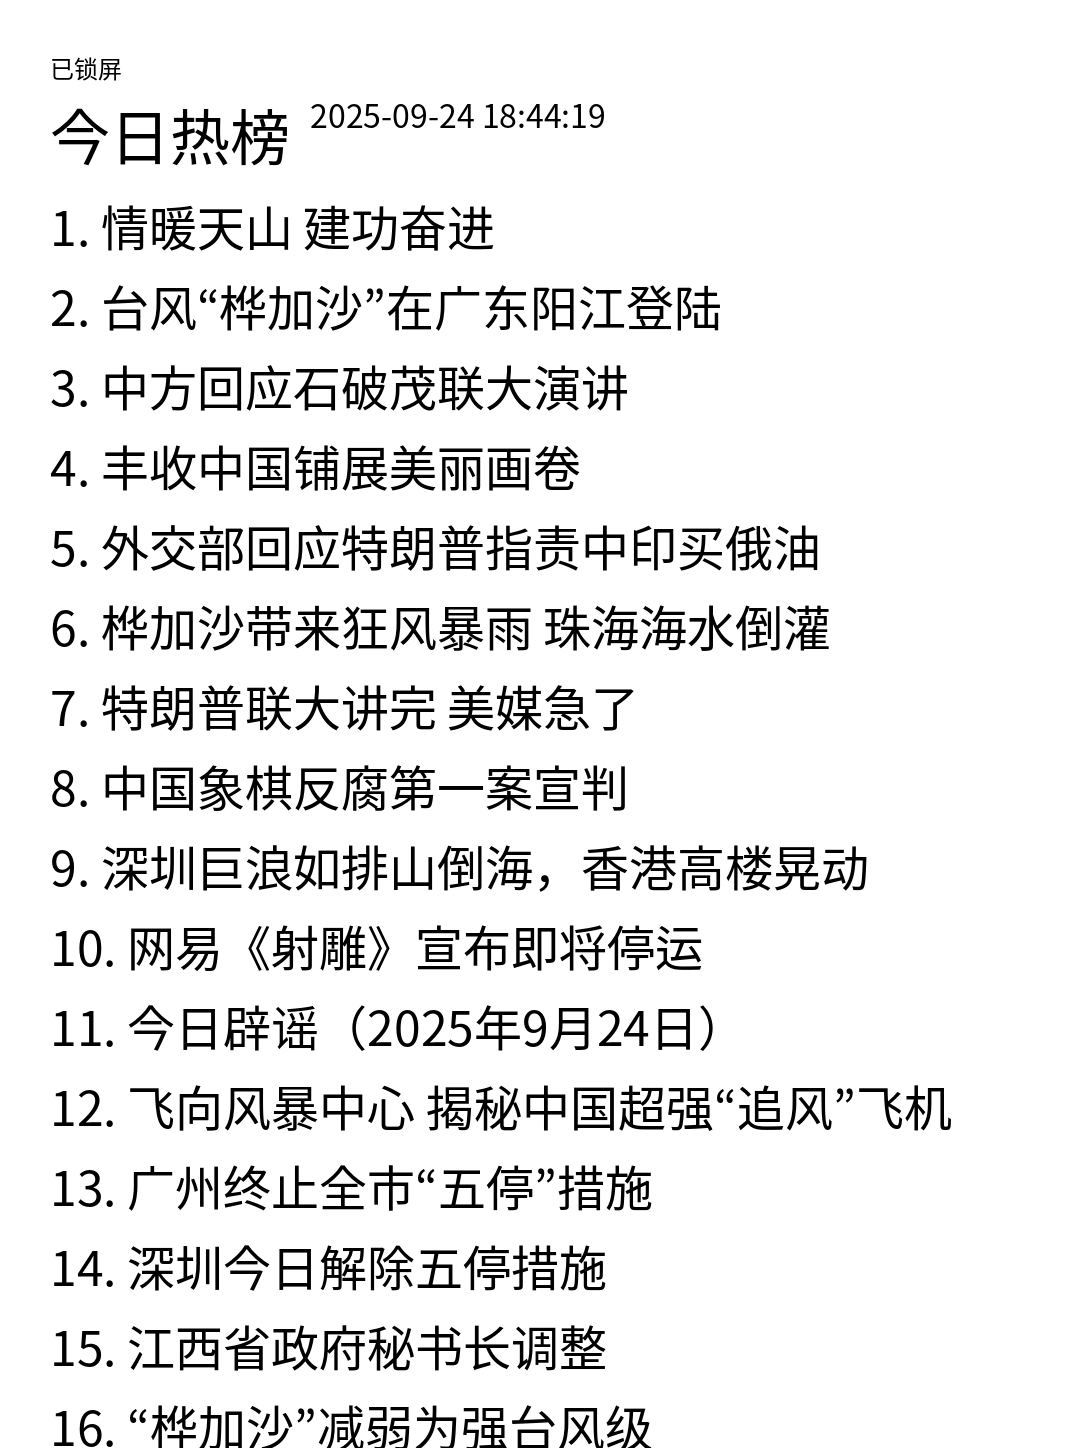 已锁屏
今日热榜 2025-09-24 18:44:19
1. 情暖天山 建功奋进
2. 台风“桦加沙”在广东阳江登陆
3. 中方回应石破茂联大演讲
4. 丰收中国铺展美丽画卷
5. 外交部回应特朗普指责中印买俄油
6. 桦加沙带来狂风暴雨 珠海海水倒灌
7. 特朗普联大讲完 美媒急了
8. 中国象棋反腐第一案宣判
9. 深圳巨浪如排山倒海，香港高楼晃动
10. 网易《射雕》宣布即将停运
11. 今日辟谣（2025年9月24日）
12. 飞向风暴中心 揭秘中国超强“追风”飞机
13. 广州终止全市“五停”措施
14. 深圳今日解除五停措施
15. 江西省政府秘书长调整
16. “桦加沙”减弱为强台风级